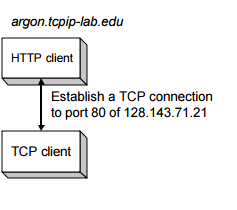 argon.tcpip-lab.edu
HTTP client
Establish a TCP connection
to port 80 of 128.143.71.21
TCP client